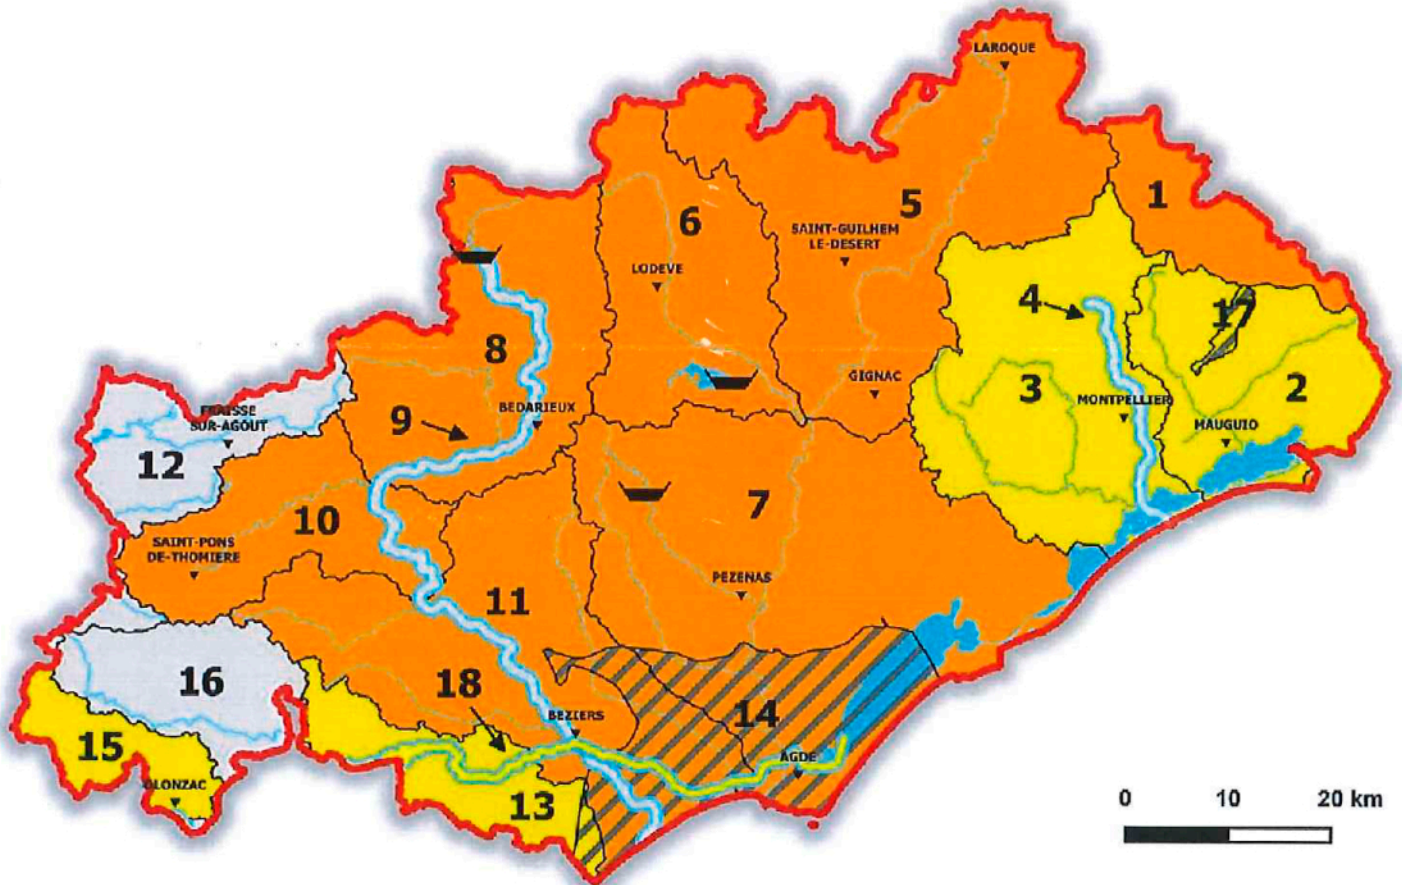 LAROQUE
1
5
6
SAINT-GUILHEM
LE-DESERT
LODEVE
4
17
8
3
GIGNAC
2
MONTPELLIER
BEDARIEUX
9
FRAISSE
SUR-AGOUT
MAUGUIO
12
7
10
SAINT-PONS
DE-THOMIERE
PEZENAS
11
16
18
14
BEZIERS
15
AGDE
OLONZAC
13
0 10 20 km